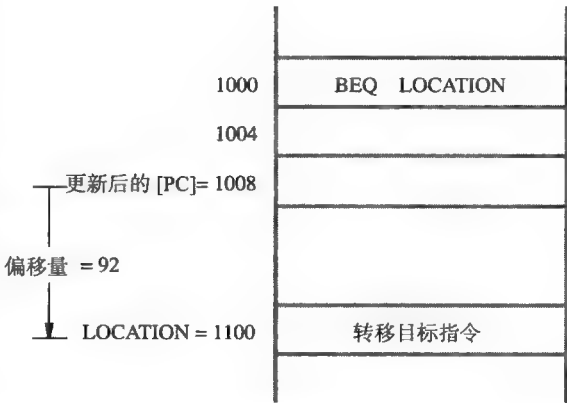 1000 BEQ LOCATION
1004
更新后的 [PC]= 1008
偏移量 = 92
LOCATION = 1100 转移目标指令